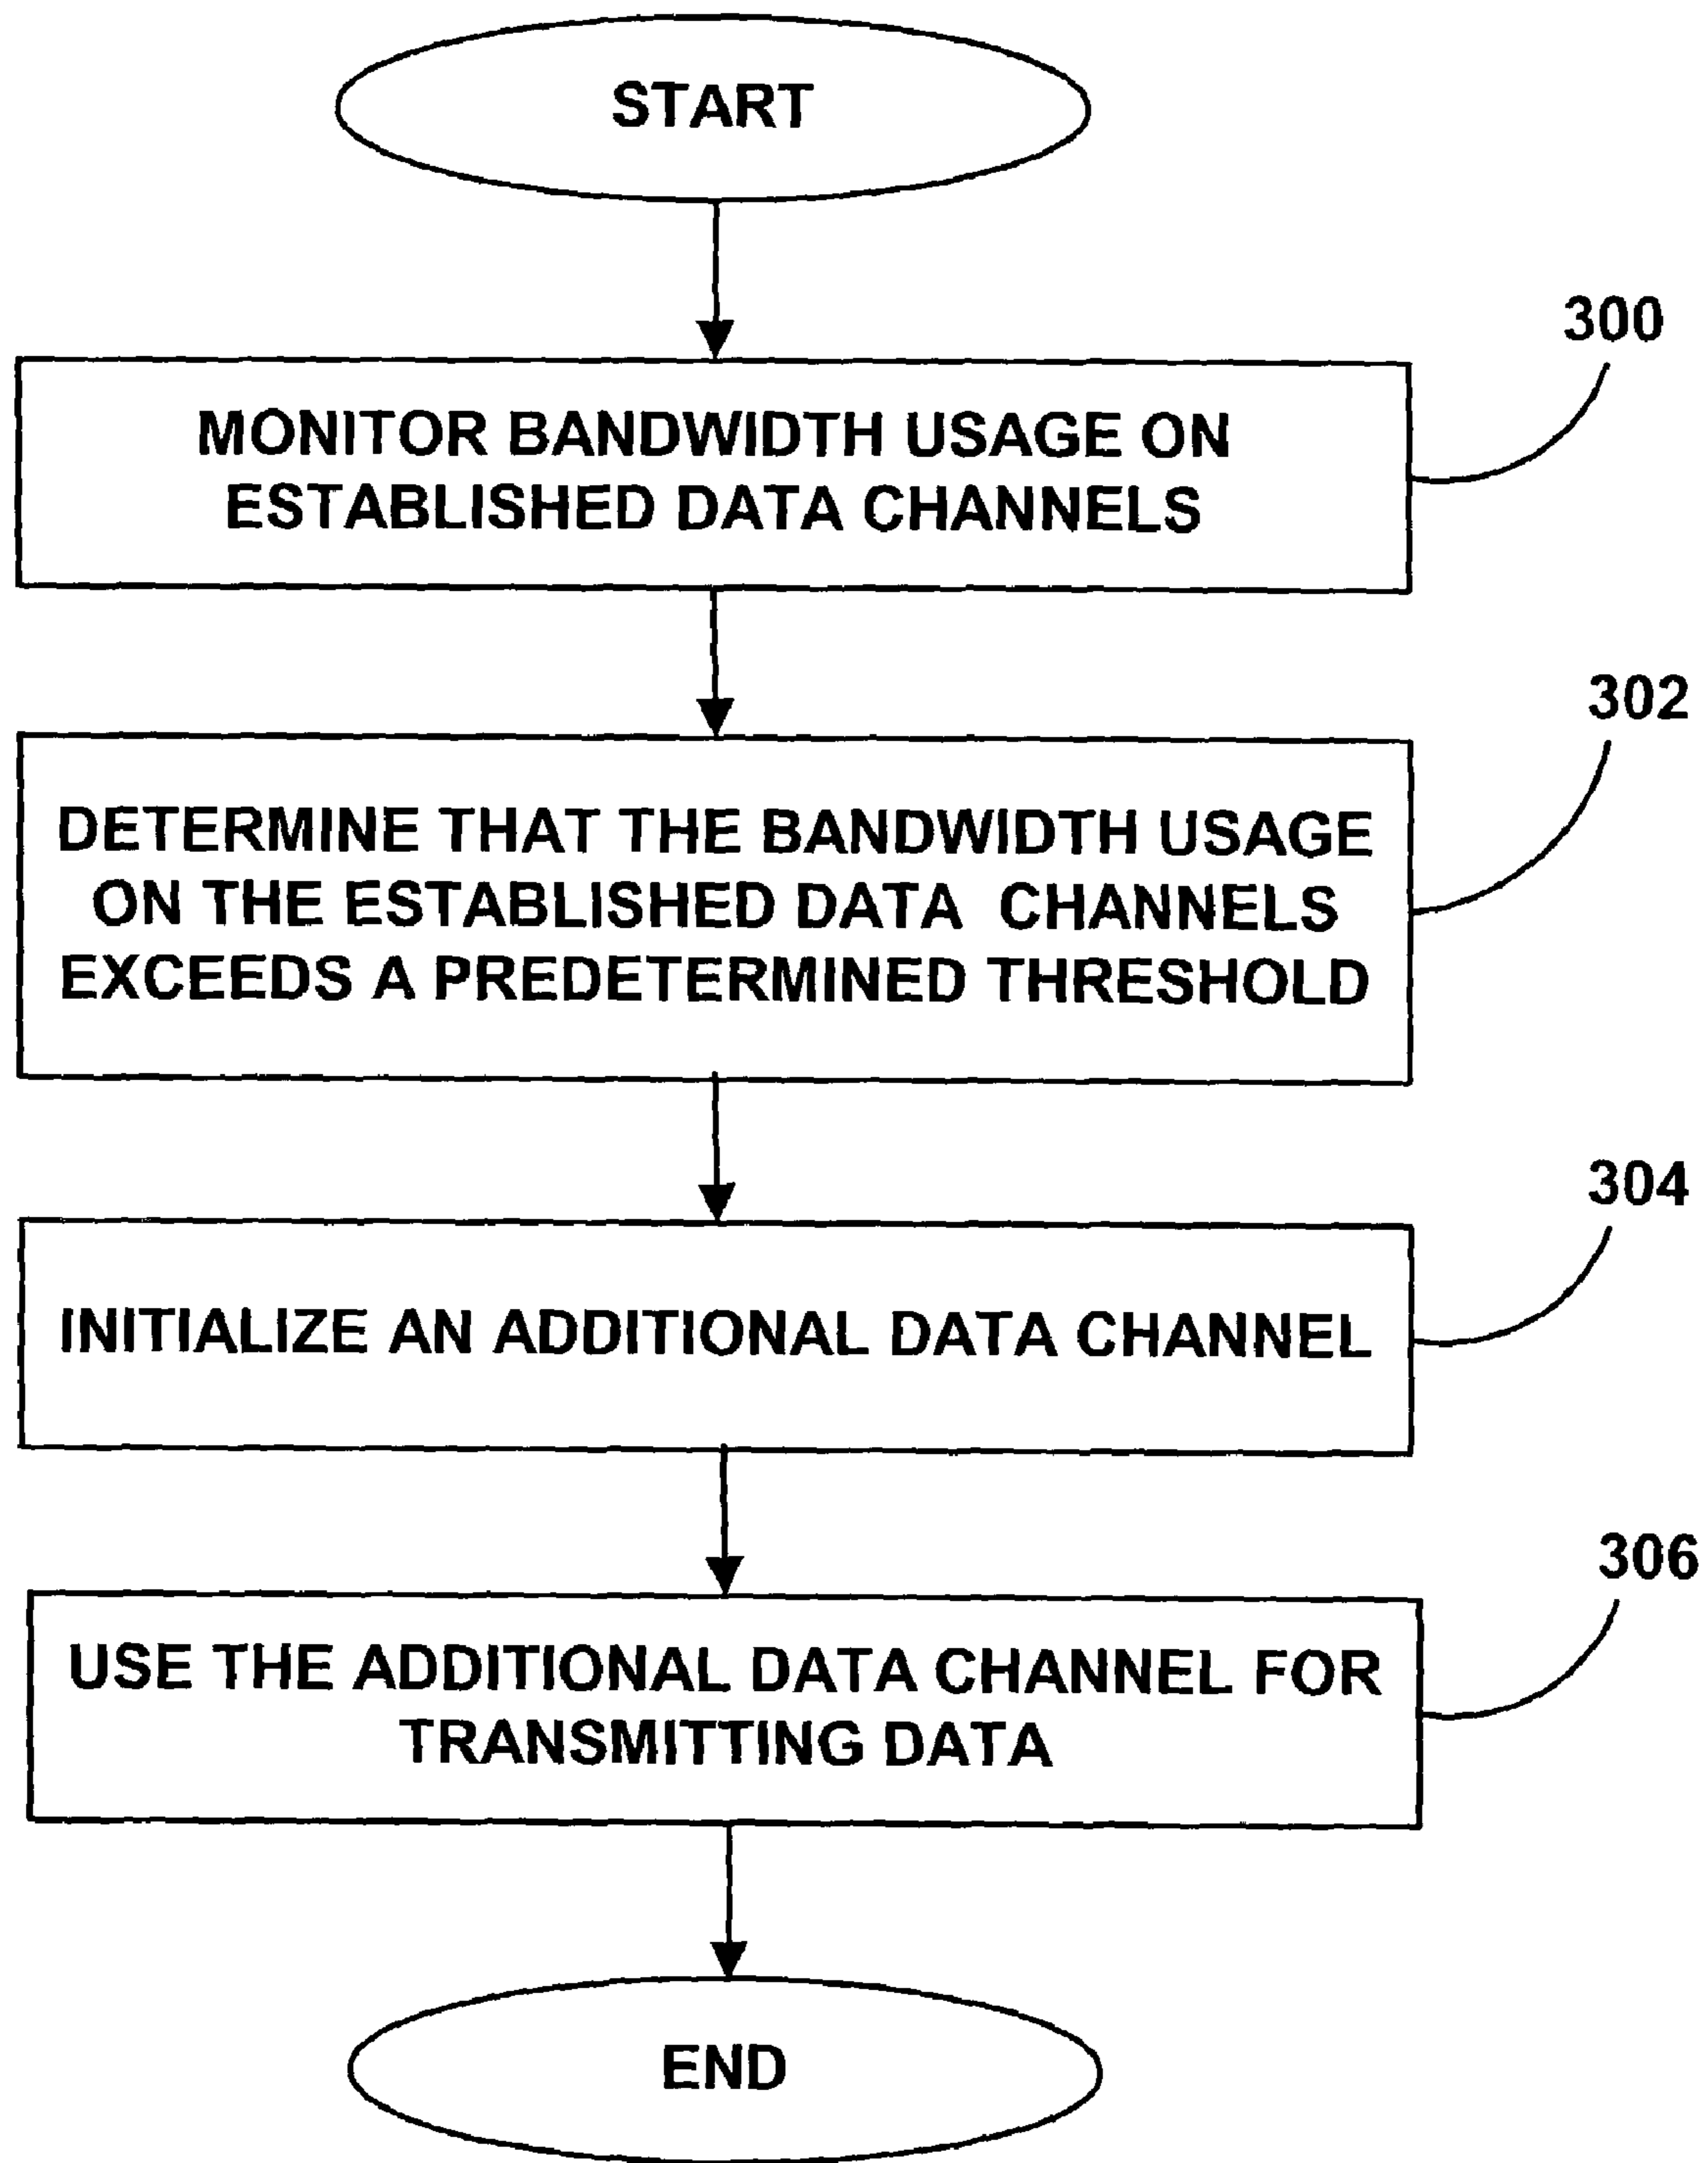 START
300
MONITOR BANDWIDTH USAGE ON
ESTABLISHED DATA CHANNELS
302
DETERMINE THAT THE BANDWIDTH USAGE
ON THE ESTABLISHED DATA CHANNELS
EXCEEDS A PREDETERMINED THRESHOLD
304
INITIALIZE AN ADDITIONAL DATA CHANNEL
306
USE THE ADDITIONAL DATA CHANNEL FOR
TRANSMITTING DATA
END